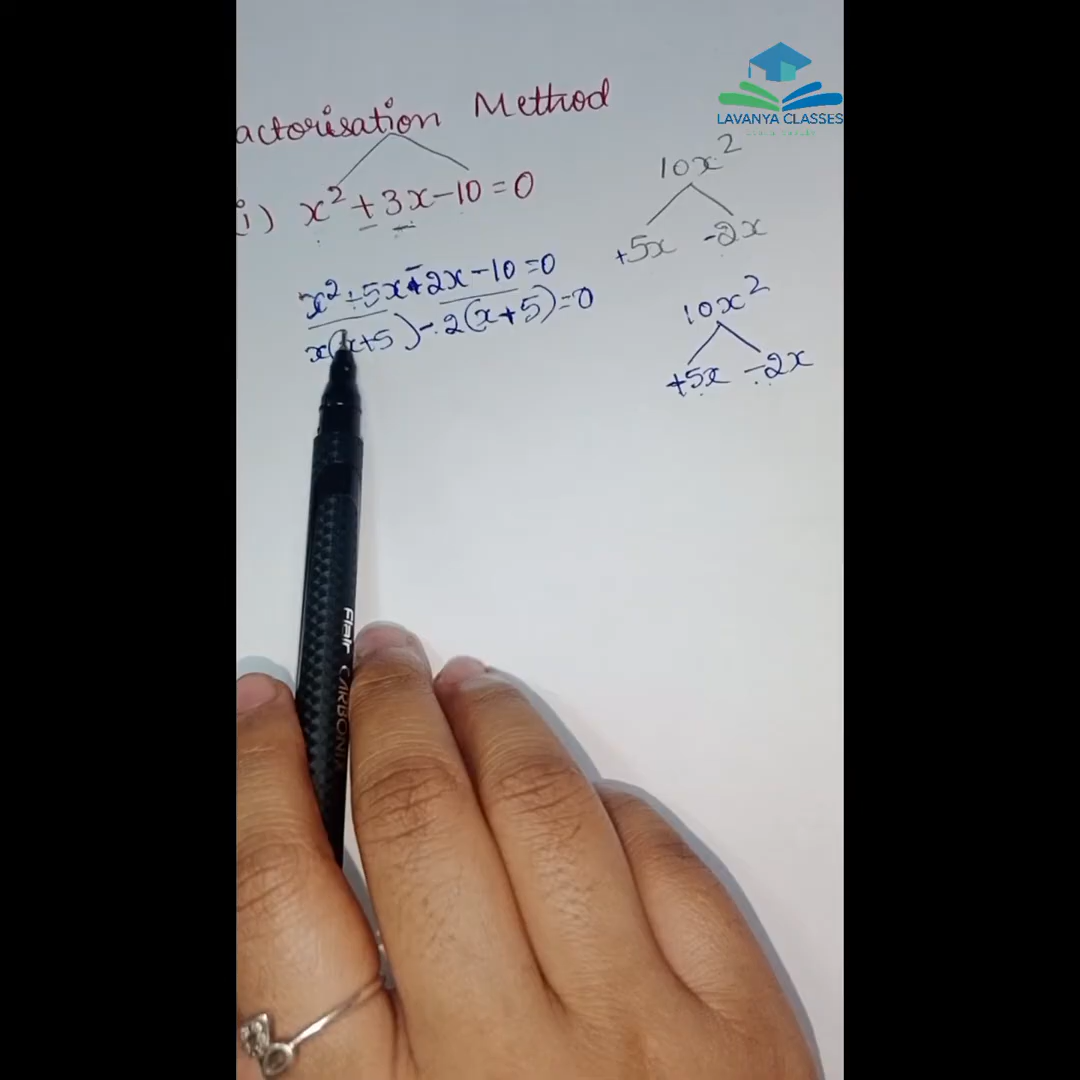 actorisation Method
(i) x² + 3x - 10 = 0
x² + 5x - 2x - 10 = 0
x(x+5) - 2(x+5) = 0
10x²
+5x -2x
10x²
+5x -2x
LAVANYA CLASSES
Flair CARBONIX